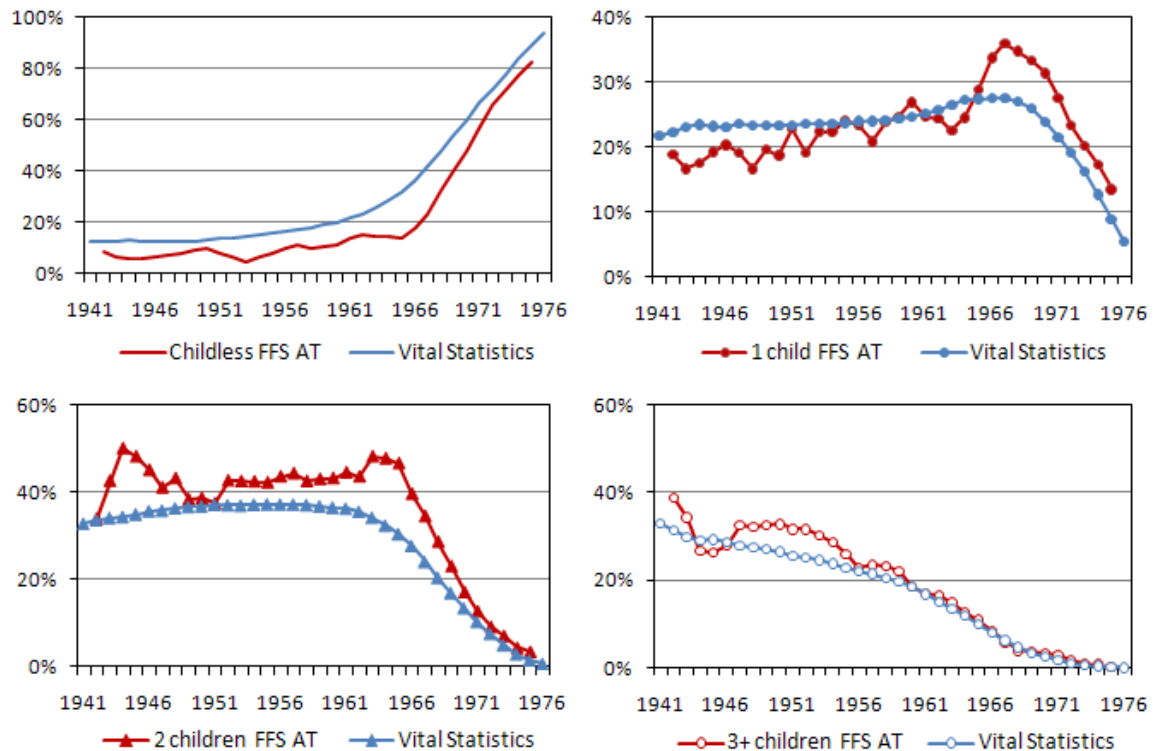 100%
80%
60%
40%
20%
0%
1941 1946 1951 1956 1961 1966 1971 1976
Childless FFS AT Vital Statistics
40%
30%
20%
10%
0%
1941 1946 1951 1956 1961 1966 1971 1976
1 child FFS AT Vital Statistics
60%
40%
20%
0%
1941 1946 1951 1956 1961 1966 1971 1976
2 children FFS AT Vital Statistics
60%
40%
20%
0%
1941 1946 1951 1956 1961 1966 1971 1976
3+ children FFS AT Vital Statistics